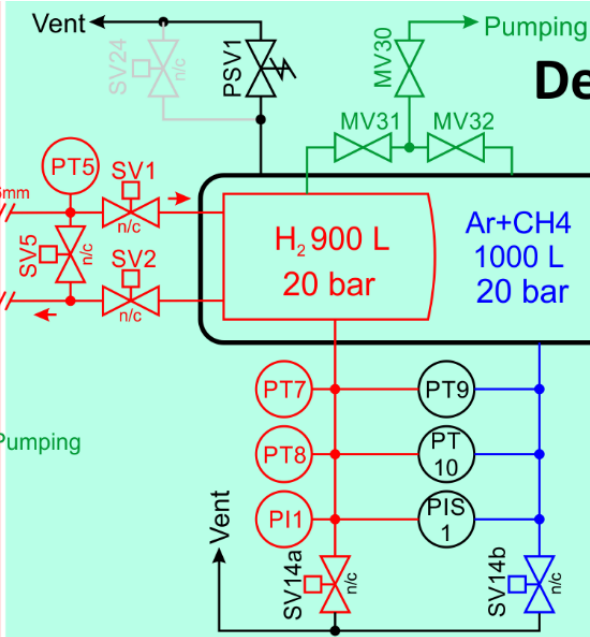 Vent
SV24
n/c
PSV1
MV30
Pumping
De
MV31
MV32
PT5
SV1
6mm
n/c
SV5
n/c
SV2
n/c
H2 900 L
20 bar
Ar+CH4
1000 L
20 bar
PT7
PT9
Pumping
PT8
PT
10
PI1
PIS
1
Vent
SV14a
n/c
SV14b
n/c